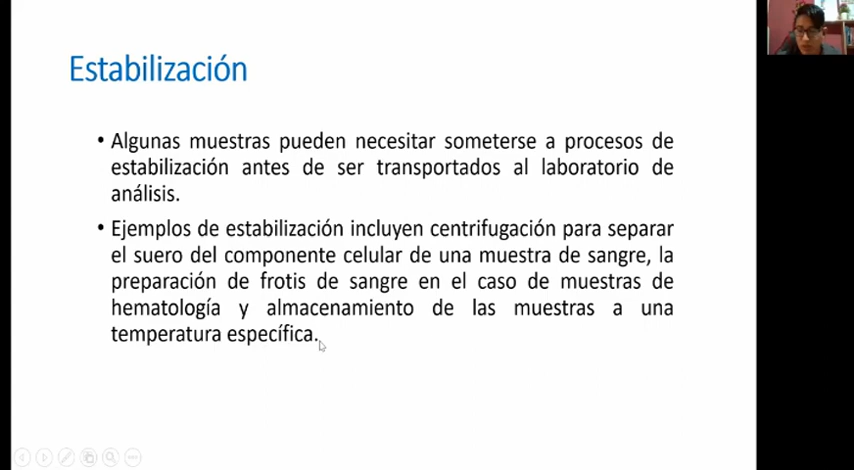 Estabilización
• Algunas muestras pueden necesitar someterse a procesos de
estabilización antes de ser transportados al laboratorio de
análisis.
• Ejemplos de estabilización incluyen centrifugación para separar
el suero del componente celular de una muestra de sangre, la
preparación de frotis de sangre en el caso de muestras de
hematología y almacenamiento de las muestras a una
temperatura específica.